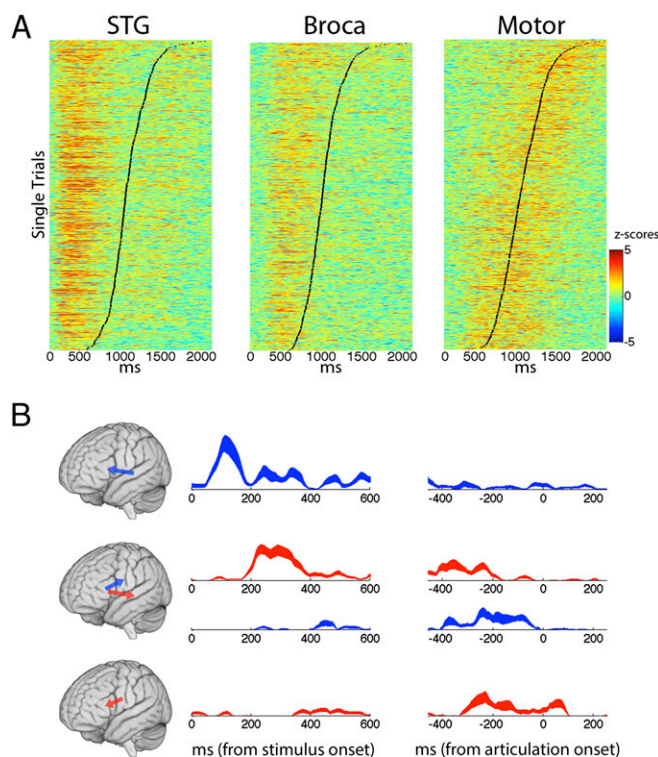 A
STG Broca Motor
Single Trials
z-scores
5
0
-5
0 500 1000 1500 2000
0 500 1000 1500 2000
0 500 1000 1500 2000
ms ms ms
B
0 200 400 600
-400 -200 0 200
0 200 400 600
-400 -200 0 200
0 200 400 600
-400 -200 0 200
0 200 400 600
-400 -200 0 200
ms (from stimulus onset) ms (from articulation onset)